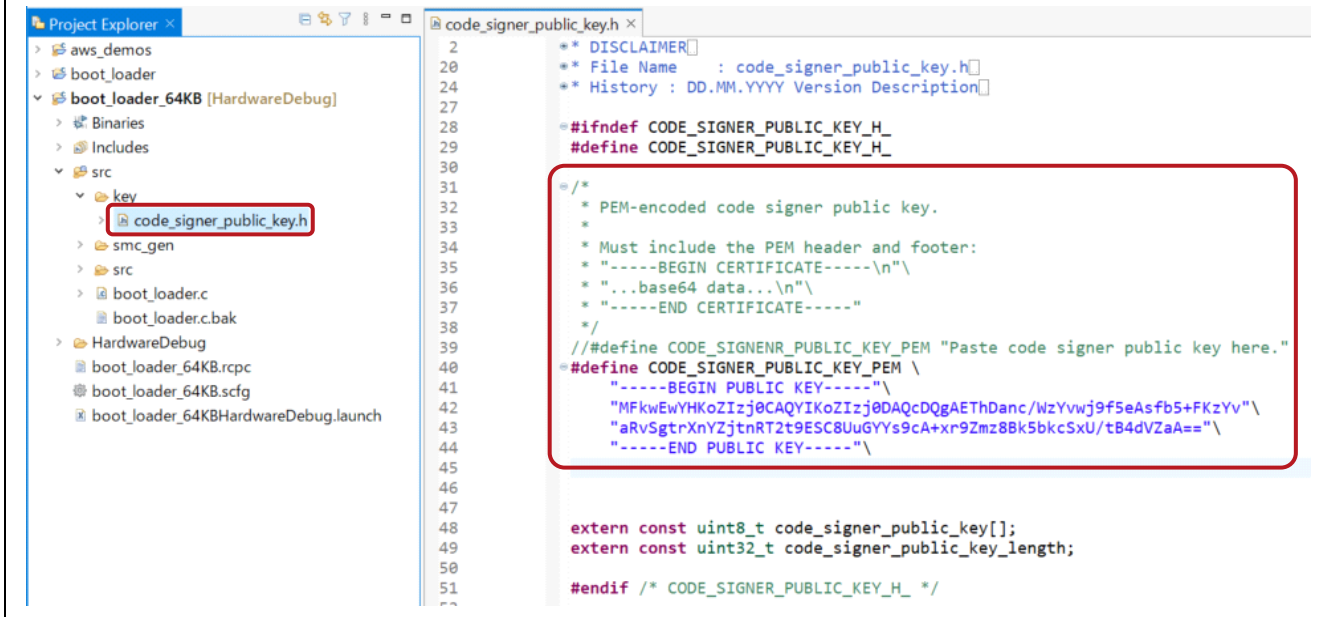 Project Explorer ×
aws_demos
boot_loader
boot_loader_64KB [HardwareDebug]
Binaries
Includes
src
key
code_signer_public_key.h
smc_gen
src
boot_loader.c
boot_loader.c.bak
HardwareDebug
boot_loader_64KB.rcpc
boot_loader_64KB.scfg
boot_loader_64KBHardwareDebug.launch
code_signer_public_key.h ×
2 ** DISCLAIMER
20 ** File Name    : code_signer_public_key.h
24 ** History : DD.MM.YYYY Version Description
27
28 #ifndef CODE_SIGNER_PUBLIC_KEY_H_
29 #define CODE_SIGNER_PUBLIC_KEY_H_
30
31 /*
32  * PEM-encoded code signer public key.
33  *
34  * Must include the PEM header and footer:
35  * "-----BEGIN CERTIFICATE-----\n"\
36  * "...base64 data...\n"\
37  * "-----END CERTIFICATE-----"
38  */
39 //#define CODE_SIGNENR_PUBLIC_KEY_PEM "Paste code signer public key here."
40 #define CODE_SIGNER_PUBLIC_KEY_PEM \
41     "-----BEGIN PUBLIC KEY-----"\
42     "MFkwEwYHKoZIzj0CAQYIKoZIzj0DAQcDQgAEThDanc/WzYvwj9f5eAsfb5+FKzYv"\
43     "aRvSgtrXnYZjtnRT2t9ESC8UuGYYs9cA+xr9Zmz8Bk5bkcSxU/tB4dVZaA=="\
44     "-----END PUBLIC KEY-----"\
45
46
47
48 extern const uint8_t code_signer_public_key[];
49 extern const uint32_t code_signer_public_key_length;
50
51 #endif /* CODE_SIGNER_PUBLIC_KEY_H_ */